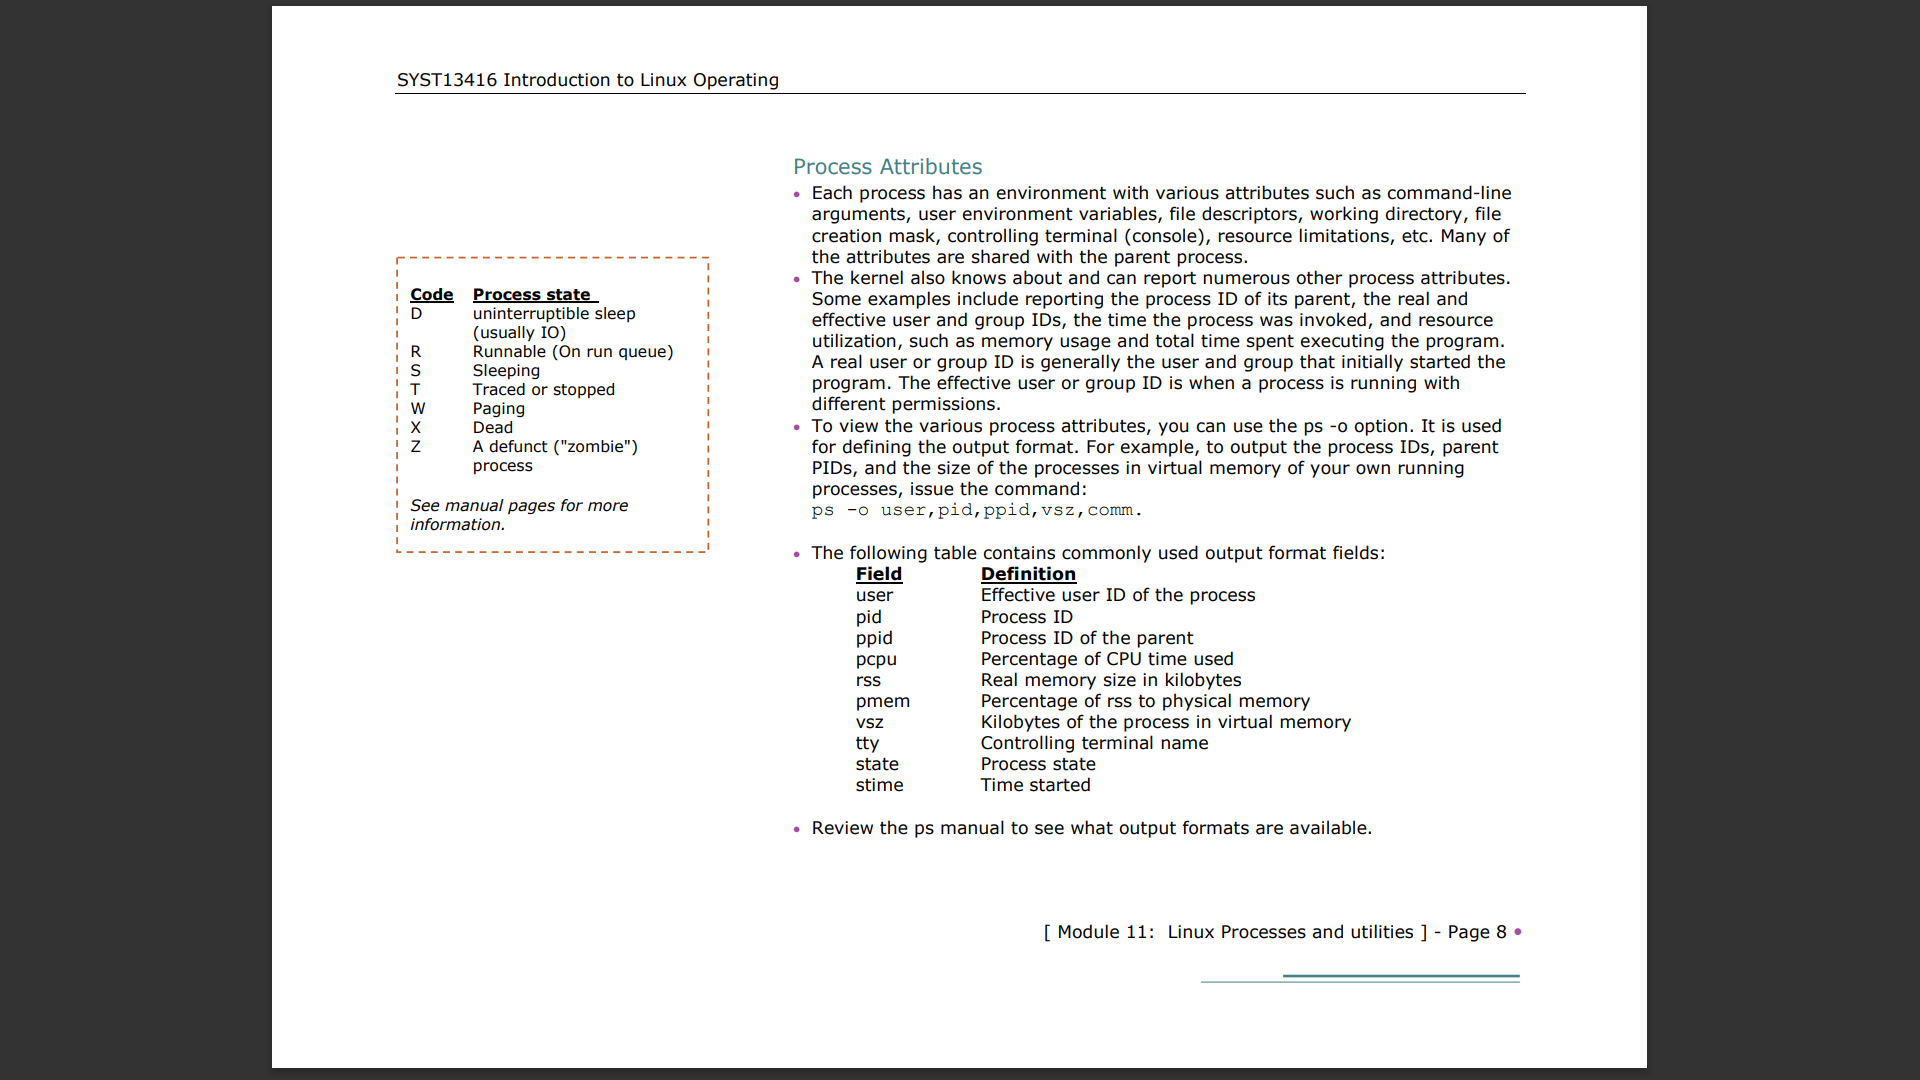 SYST13416 Introduction to Linux Operating
Code Process state
D uninterruptible sleep
(usually IO)
R Runnable (On run queue)
S Sleeping
T Traced or stopped
W Paging
X Dead
Z A defunct ("zombie")
process
See manual pages for more
information.
Process Attributes
• Each process has an environment with various attributes such as command-line
arguments, user environment variables, file descriptors, working directory, file
creation mask, controlling terminal (console), resource limitations, etc. Many of
the attributes are shared with the parent process.
• The kernel also knows about and can report numerous other process attributes.
Some examples include reporting the process ID of its parent, the real and
effective user and group IDs, the time the process was invoked, and resource
utilization, such as memory usage and total time spent executing the program.
A real user or group ID is generally the user and group that initially started the
program. The effective user or group ID is when a process is running with
different permissions.
• To view the various process attributes, you can use the ps -o option. It is used
for defining the output format. For example, to output the process IDs, parent
PIDs, and the size of the processes in virtual memory of your own running
processes, issue the command:
ps -o user,pid,ppid,vsz,comm.
• The following table contains commonly used output format fields:
Field Definition
user Effective user ID of the process
pid Process ID
ppid Process ID of the parent
pcpu Percentage of CPU time used
rss Real memory size in kilobytes
pmem Percentage of rss to physical memory
vsz Kilobytes of the process in virtual memory
tty Controlling terminal name
state Process state
stime Time started
• Review the ps manual to see what output formats are available.
[ Module 11: Linux Processes and utilities ] - Page 8 •